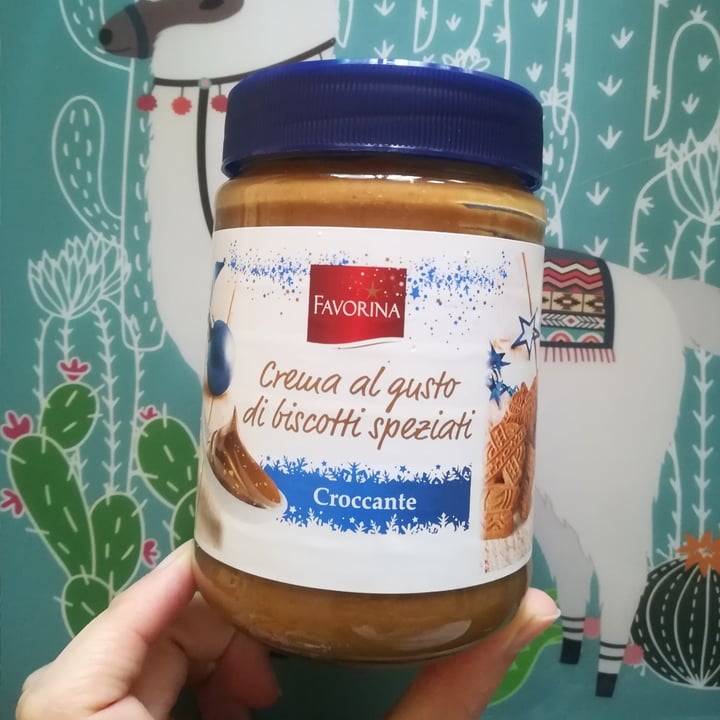 FAVORINA
Crema al gusto
di biscotti speziati
Croccante